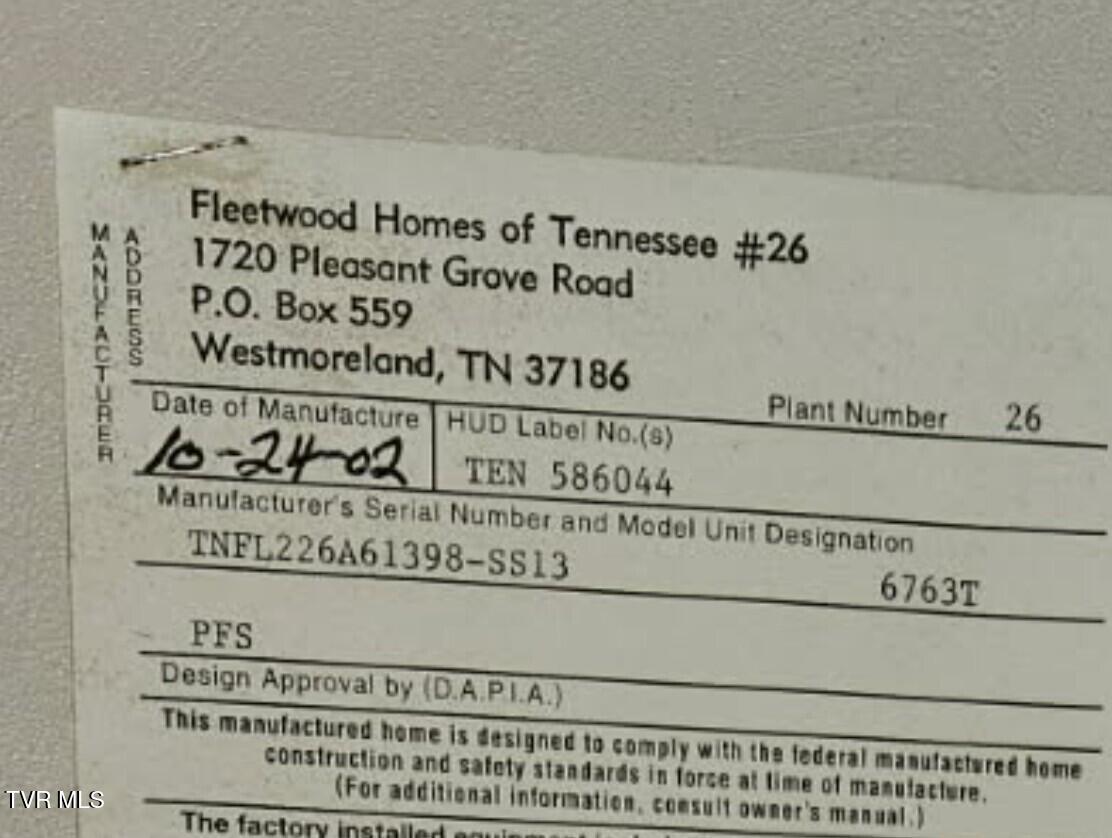 Fleetwood Homes of Tennessee #26
1720 Pleasant Grove Road
P.O. Box 559
Westmoreland, TN 37186
MANUFACTURER
ADDRESS
Plant Number 26
Date of Manufacture
10-24-02
HUD Label No.(s)
TEN 586044
Manufacturer's Serial Number and Model Unit Designation
TNFL226A61398-SS13 6763T
PFS
Design Approval by (D.A.P.I.A.)
This manufactured home is designed to comply with the federal manufactured home
construction and safety standards in force at time of manufacture.
(For additional information, consult owner's manual.)
The factory installed
TVR MLS